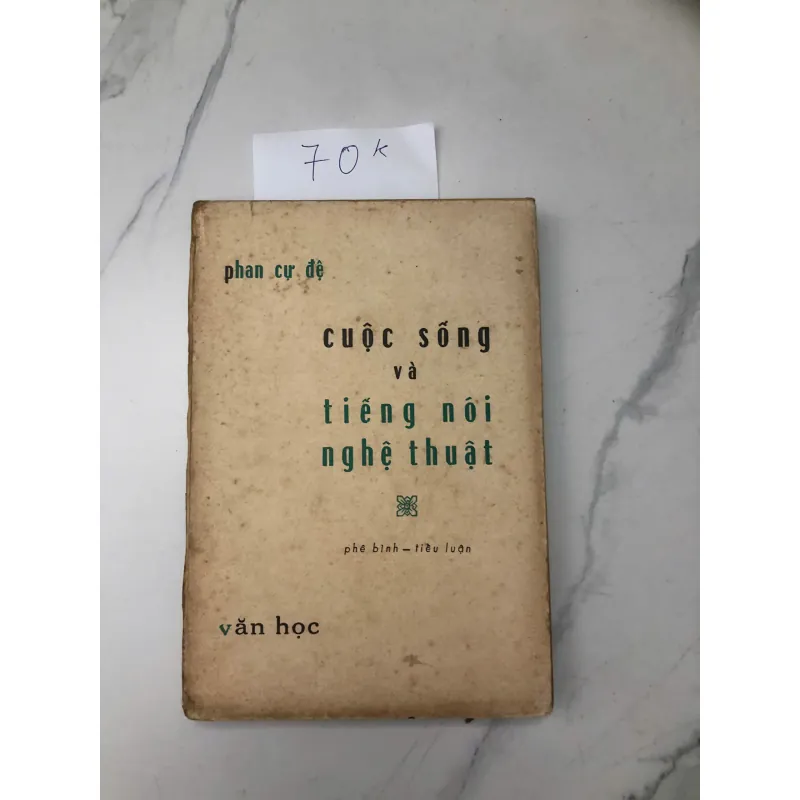 70k
phan cự đệ
cuộc sống
và
tiếng nói
nghệ thuật
phê bình – tiểu luận
văn học